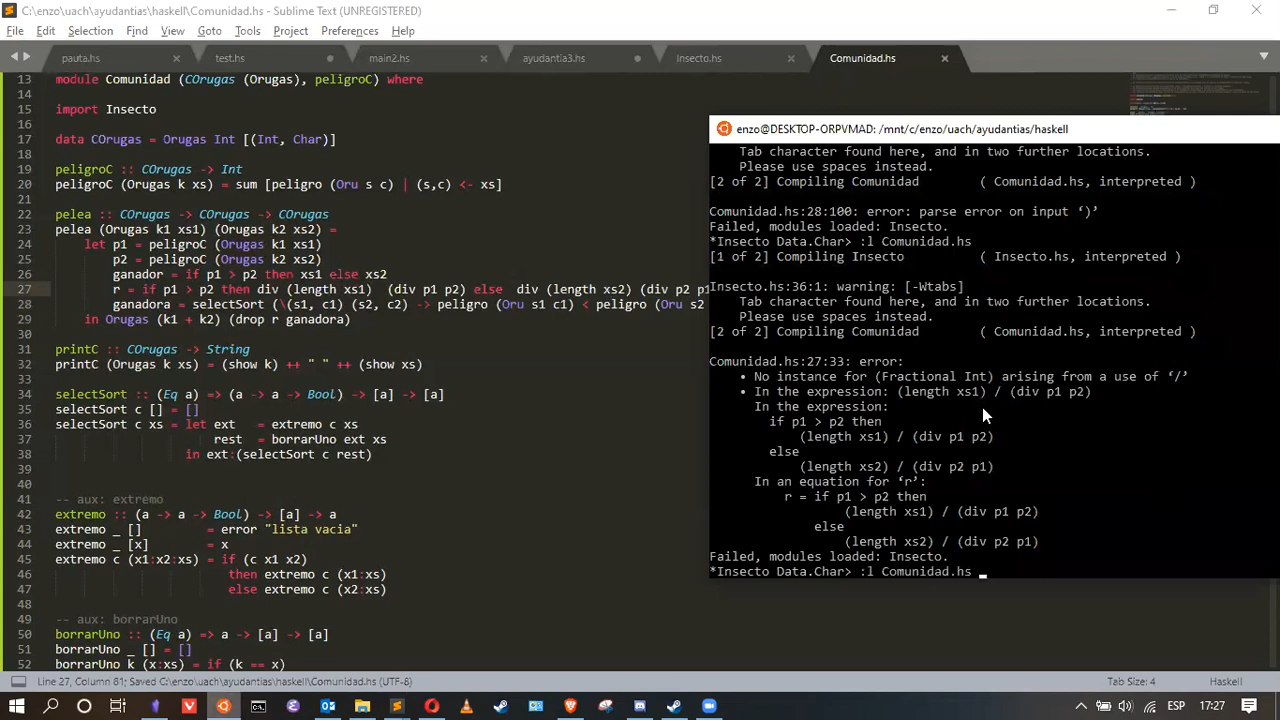 C:\enzo\uach\ayudantias\haskell\Comunidad.hs - Sublime Text (UNREGISTERED)
File Edit Selection Find View Goto Tools Project Preferences Help
pauta.hs test.hs main2.hs ayudantia3.hs insecto.hs Comunidad.hs
13 module Comunidad (COrugas (Orugas), peligroC) where
14
15 import Insecto
16
17 data COrugas = Orugas Int [(Int, Char)]
18
19 peligroC :: COrugas -> Int
20 peligroC (Orugas k xs) = sum [peligro (Oru s c) | (s,c) <- xs]
21
22 pelea :: COrugas -> COrugas -> COrugas
23 pelea (Orugas k1 xs1) (Orugas k2 xs2) =
24     let p1 = peligroC (Orugas k1 xs1)
25         p2 = peligroC (Orugas k2 xs2)
26         ganador = if p1 > p2 then xs1 else xs2
27         r = if p1 > p2 then div (length xs1)  (div p1 p2) else  div (length xs2) (div p2 p1
28         ganadora = selectSort (\(s1, c1) (s2, c2) -> peligro (Oru s1 c1) < peligro (Oru s2
29     in Orugas (k1 + k2) (drop r ganadora)
30
31 printC :: COrugas -> String
32 printC (Orugas k xs) = (show k) ++ " " ++ (show xs)
33
34 selectSort :: (Eq a) => (a -> a -> Bool) -> [a] -> [a]
35 selectSort c [] = []
36 selectSort c xs = let ext   = extremo c xs
37                       rest  = borrarUno ext xs
38                   in ext:(selectSort c rest)
39
40
41 -- aux: extremo
42 extremo :: (a -> a -> Bool) -> [a] -> a
43 extremo _ []          = error "lista vacia"
44 extremo _ [x]         = x
45 extremo c (x1:x2:xs) = if (c x1 x2)
46                         then extremo c (x1:xs)
47                         else extremo c (x2:xs)
48
49 -- aux: borrarUno
50 borrarUno :: (Eq a) => a -> [a] -> [a]
51 borrarUno _ [] = []
52 borrarUno k (x:xs) = if (k == x)
enzo@DESKTOP-ORPVMAD: /mnt/c/enzo/uach/ayudantias/haskell
Tab character found here, and in two further locations.
Please use spaces instead.
[2 of 2] Compiling Comunidad        ( Comunidad.hs, interpreted )
Comunidad.hs:28:100: error: parse error on input ‘)’
Failed, modules loaded: Insecto.
*Insecto Data.Char> :l Comunidad.hs
[1 of 2] Compiling Insecto          ( Insecto.hs, interpreted )
Insecto.hs:36:1: warning: [-Wtabs]
Tab character found here, and in two further locations.
Please use spaces instead.
[2 of 2] Compiling Comunidad        ( Comunidad.hs, interpreted )
Comunidad.hs:27:33: error:
• No instance for (Fractional Int) arising from a use of ‘/’
• In the expression: (length xs1) / (div p1 p2)
In the expression:
if p1 > p2 then
(length xs1) / (div p1 p2)
else
(length xs2) / (div p2 p1)
In an equation for ‘r’:
r = if p1 > p2 then
(length xs1) / (div p1 p2)
else
(length xs2) / (div p2 p1)
Failed, modules loaded: Insecto.
*Insecto Data.Char> :l Comunidad.hs
Line 27, Column 81; Saved C:\enzo\uach\ayudantias\haskell\Comunidad.hs (UTF-8) Tab Size: 4 Haskell
ESP 17:27